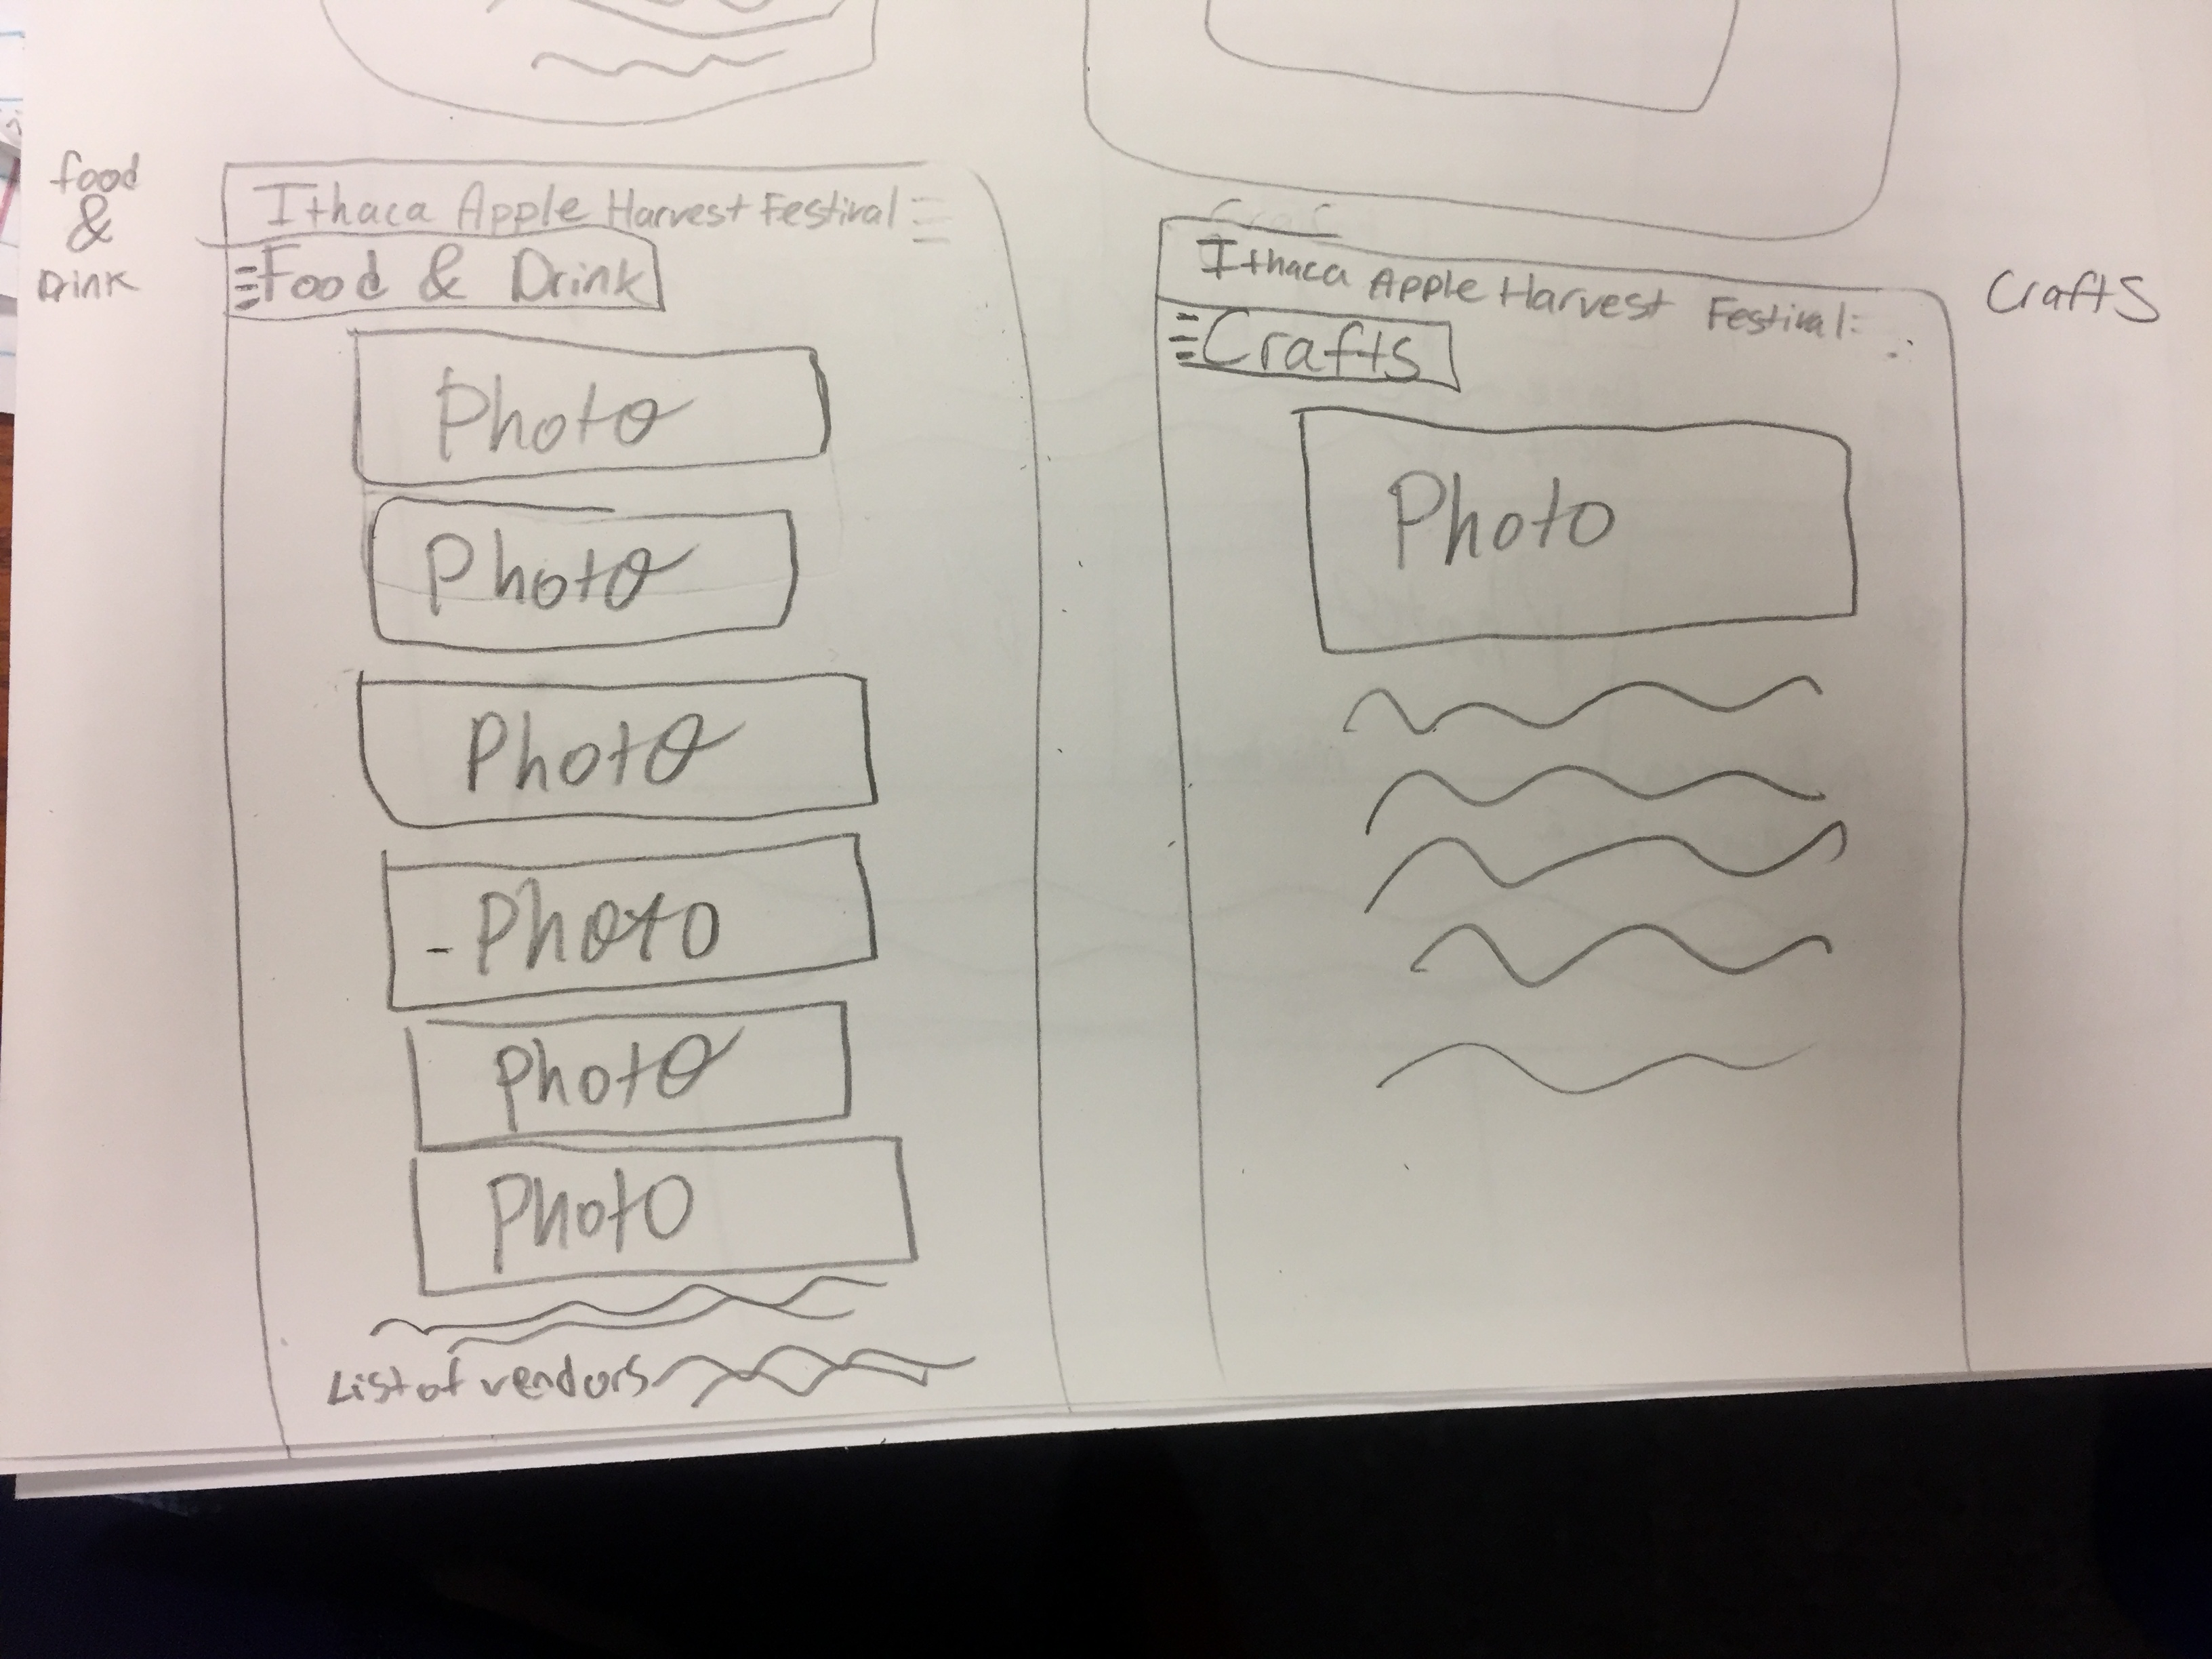 food
&
Drink
Ithaca Apple Harvest Festival
Food & Drink
Photo
Photo
Photo
- Photo
Photo
Photo
List of vendors
Ithaca Apple Harvest Festival
Crafts
Photo
Crafts